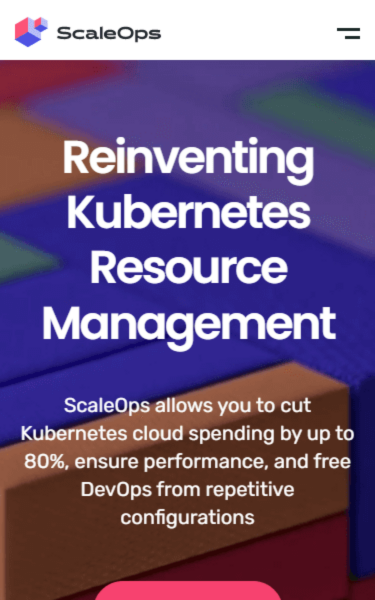 ScaleOps
Reinventing
Kubernetes
Resource
Management
ScaleOps allows you to cut
Kubernetes cloud spending by up to
80%, ensure performance, and free
DevOps from repetitive
configurations